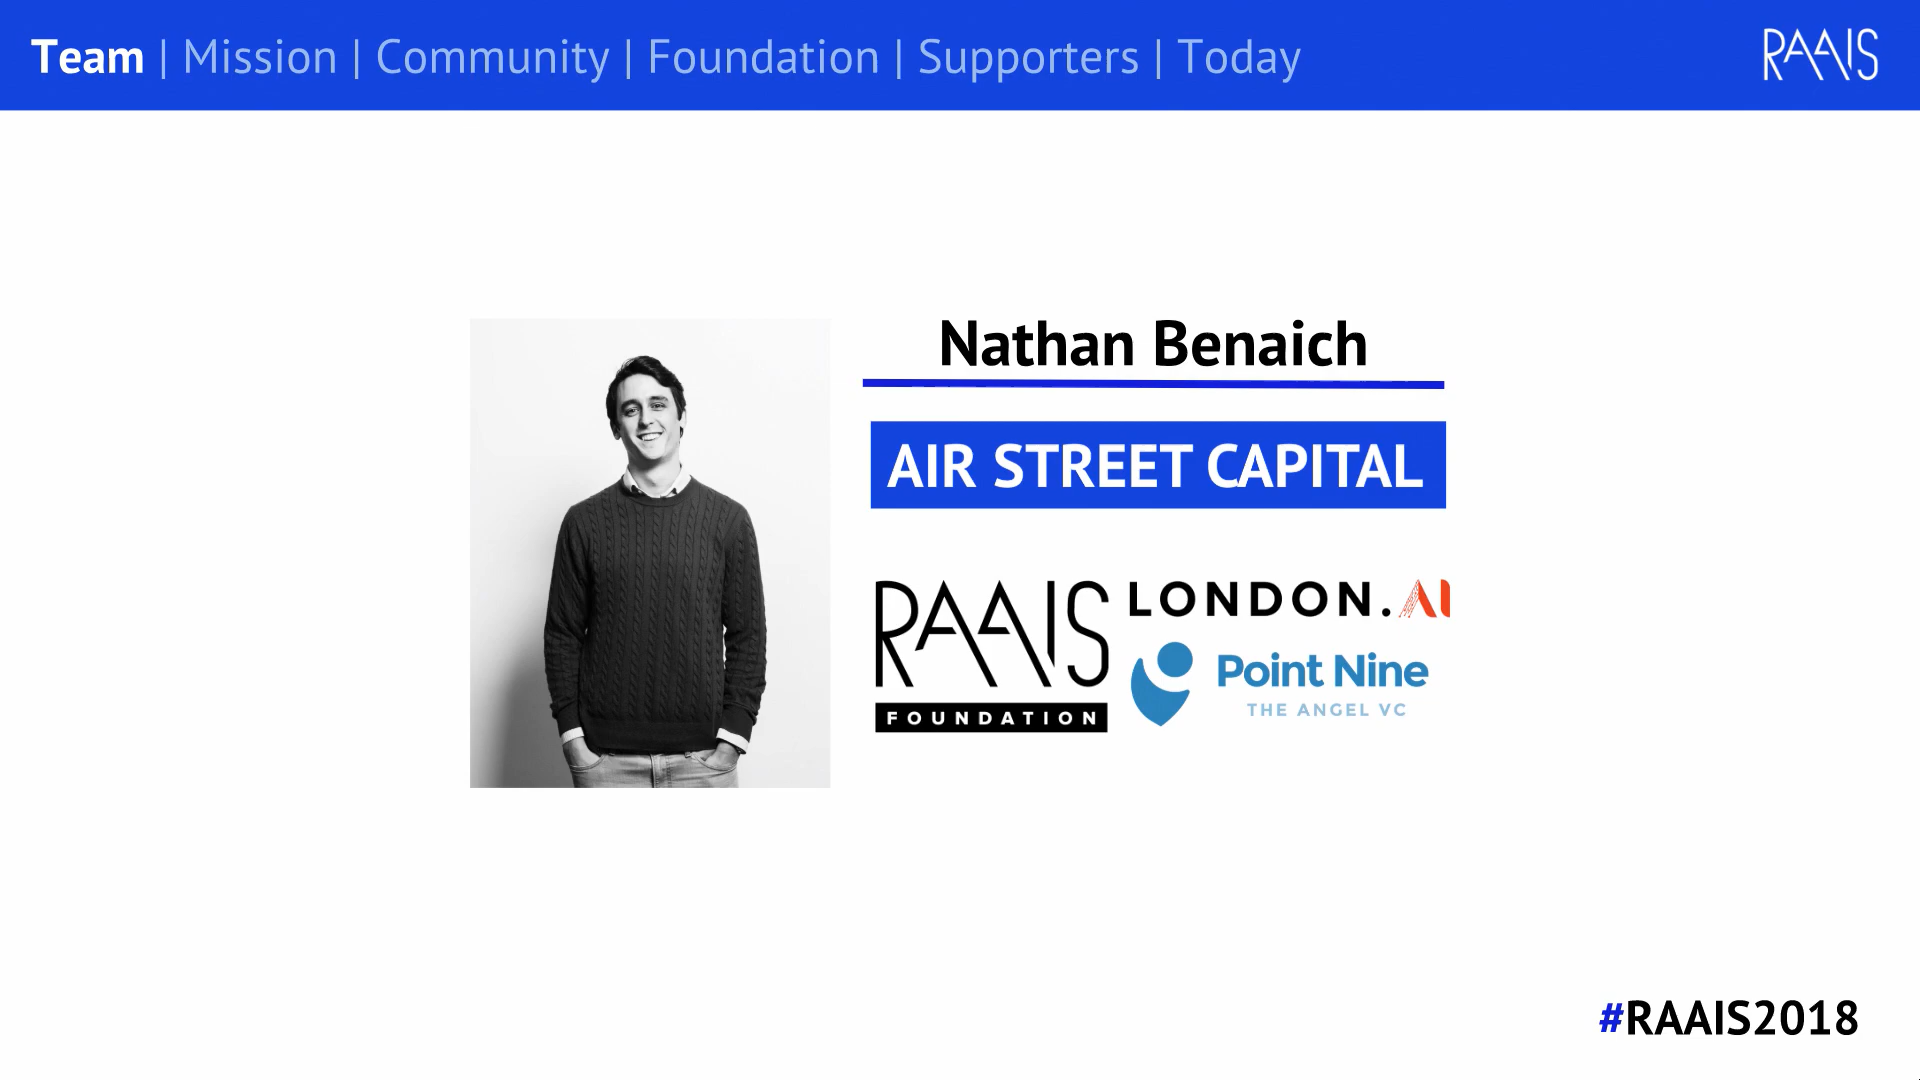 Team | Mission | Community | Foundation | Supporters | Today
RAAIS
Nathan Benaich
AIR STREET CAPITAL
RAAIS
FOUNDATION
LONDON.AI
Point Nine
THE ANGEL VC
#RAAIS2018